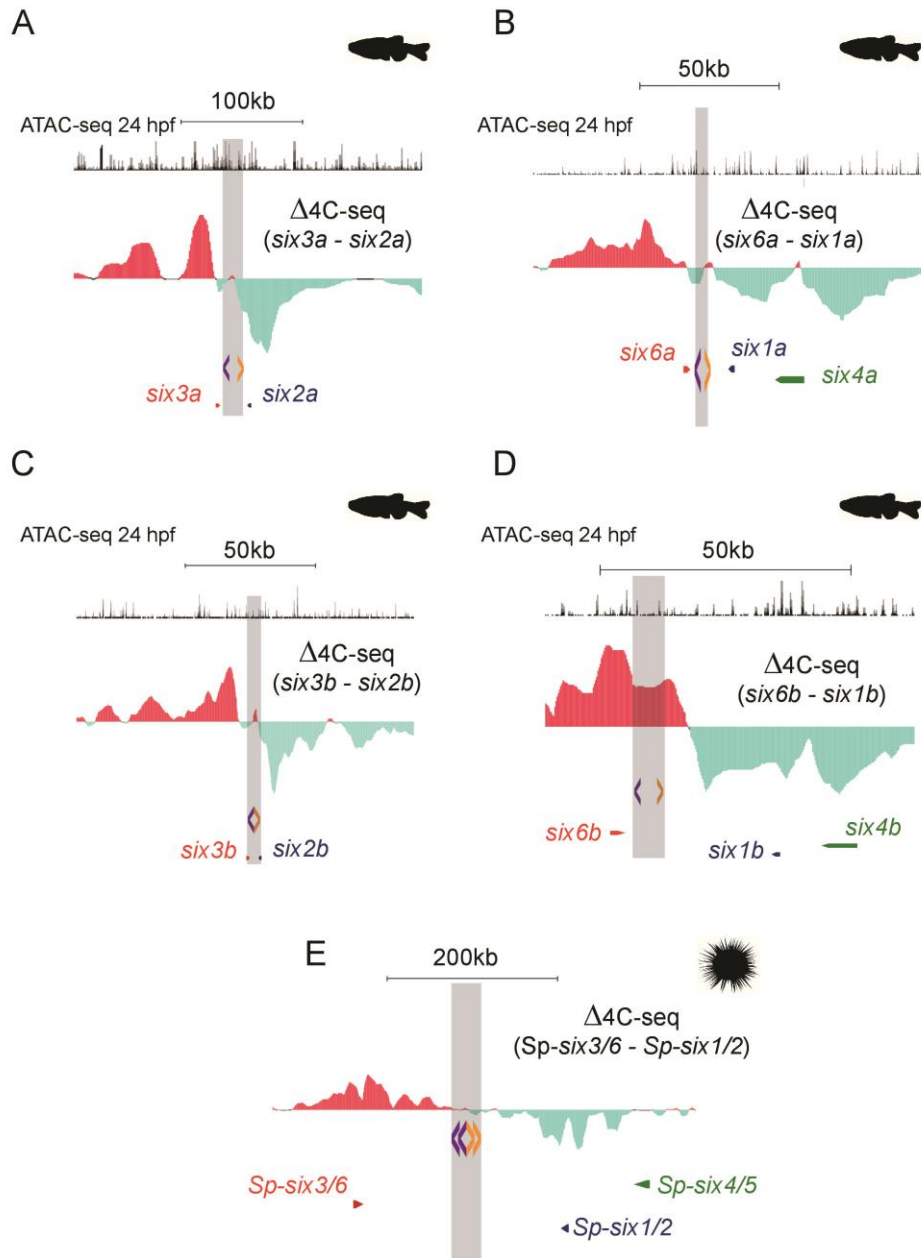 A
100kb
ATAC-seq 24 hpf
Δ4C-seq
(six3a - six2a)
six3a
six2a
B
50kb
ATAC-seq 24 hpf
Δ4C-seq
(six6a - six1a)
six6a
six1a
six4a
C
ATAC-seq 24 hpf
50kb
Δ4C-seq
(six3b - six2b)
six3b
six2b
D
ATAC-seq 24 hpf
50kb
Δ4C-seq
(six6b - six1b)
six6b
six1b
six4b
E
200kb
Δ4C-seq
(Sp-six3/6 - Sp-six1/2)
Sp-six3/6
Sp-six4/5
Sp-six1/2